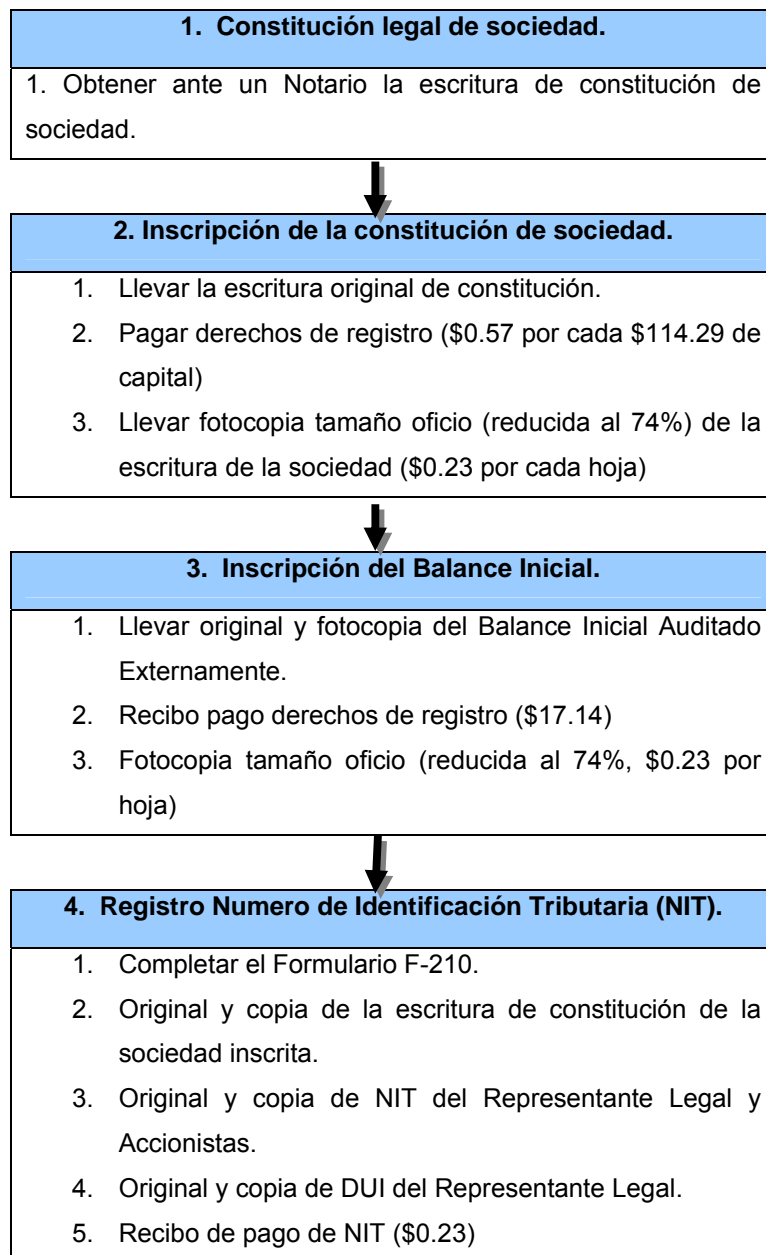 1.  Constitución legal de sociedad.
1. Obtener ante un Notario la escritura de constitución de
sociedad.
2. Inscripción de la constitución de sociedad.
1. Llevar la escritura original de constitución.
2. Pagar derechos de registro ($0.57 por cada $114.29 de
capital)
3. Llevar fotocopia tamaño oficio (reducida al 74%) de la
escritura de la sociedad ($0.23 por cada hoja)
3.  Inscripción del Balance Inicial.
1. Llevar original y fotocopia del Balance Inicial Auditado
Externamente.
2. Recibo pago derechos de registro ($17.14)
3. Fotocopia tamaño oficio (reducida al 74%, $0.23 por
hoja)
4.  Registro Numero de Identificación Tributaria (NIT).
1. Completar el Formulario F-210.
2. Original y copia de la escritura de constitución de la
sociedad inscrita.
3. Original y copia de NIT del Representante Legal y
Accionistas.
4. Original y copia de DUI del Representante Legal.
5. Recibo de pago de NIT ($0.23)